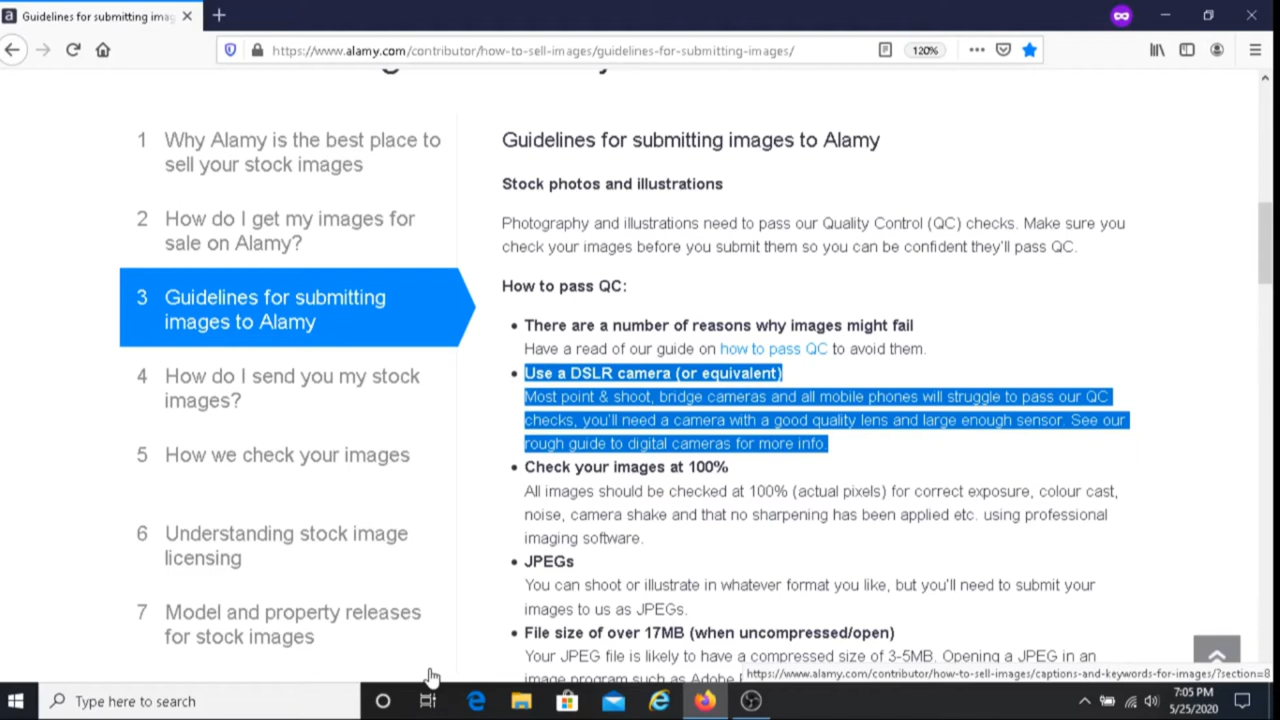 Guidelines for submitting imag
https://www.alamy.com/contributor/how-to-sell-images/guidelines-for-submitting-images/
120%
1 Why Alamy is the best place to
sell your stock images
2 How do I get my images for
sale on Alamy?
3 Guidelines for submitting
images to Alamy
4 How do I send you my stock
images?
5 How we check your images
6 Understanding stock image
licensing
7 Model and property releases
for stock images
Guidelines for submitting images to Alamy
Stock photos and illustrations
Photography and illustrations need to pass our Quality Control (QC) checks. Make sure you
check your images before you submit them so you can be confident they'll pass QC.
How to pass QC:
• There are a number of reasons why images might fail
Have a read of our guide on how to pass QC to avoid them.
• Use a DSLR camera (or equivalent)
Most point & shoot, bridge cameras and all mobile phones will struggle to pass our QC
checks, you'll need a camera with a good quality lens and large enough sensor. See our
rough guide to digital cameras for more info.
• Check your images at 100%
All images should be checked at 100% (actual pixels) for correct exposure, colour cast,
noise, camera shake and that no sharpening has been applied etc. using professional
imaging software.
• JPEGs
You can shoot or illustrate in whatever format you like, but you'll need to submit your
images to us as JPEGs.
• File size of over 17MB (when uncompressed/open)
Your JPEG file is likely to have a compressed size of 3-5MB. Opening a JPEG in an
image program such as Adobe
https://www.alamy.com/contributor/how-to-sell-images/captions-and-keywords-for-images/?section=8
Type here to search
7:05 PM
5/25/2020